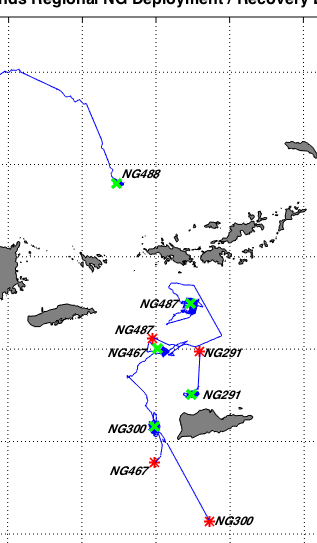 nds Regional NG Deployment / Recovery
NG488
NG487
NG487
NG467
NG291
NG291
NG300
NG467
NG300